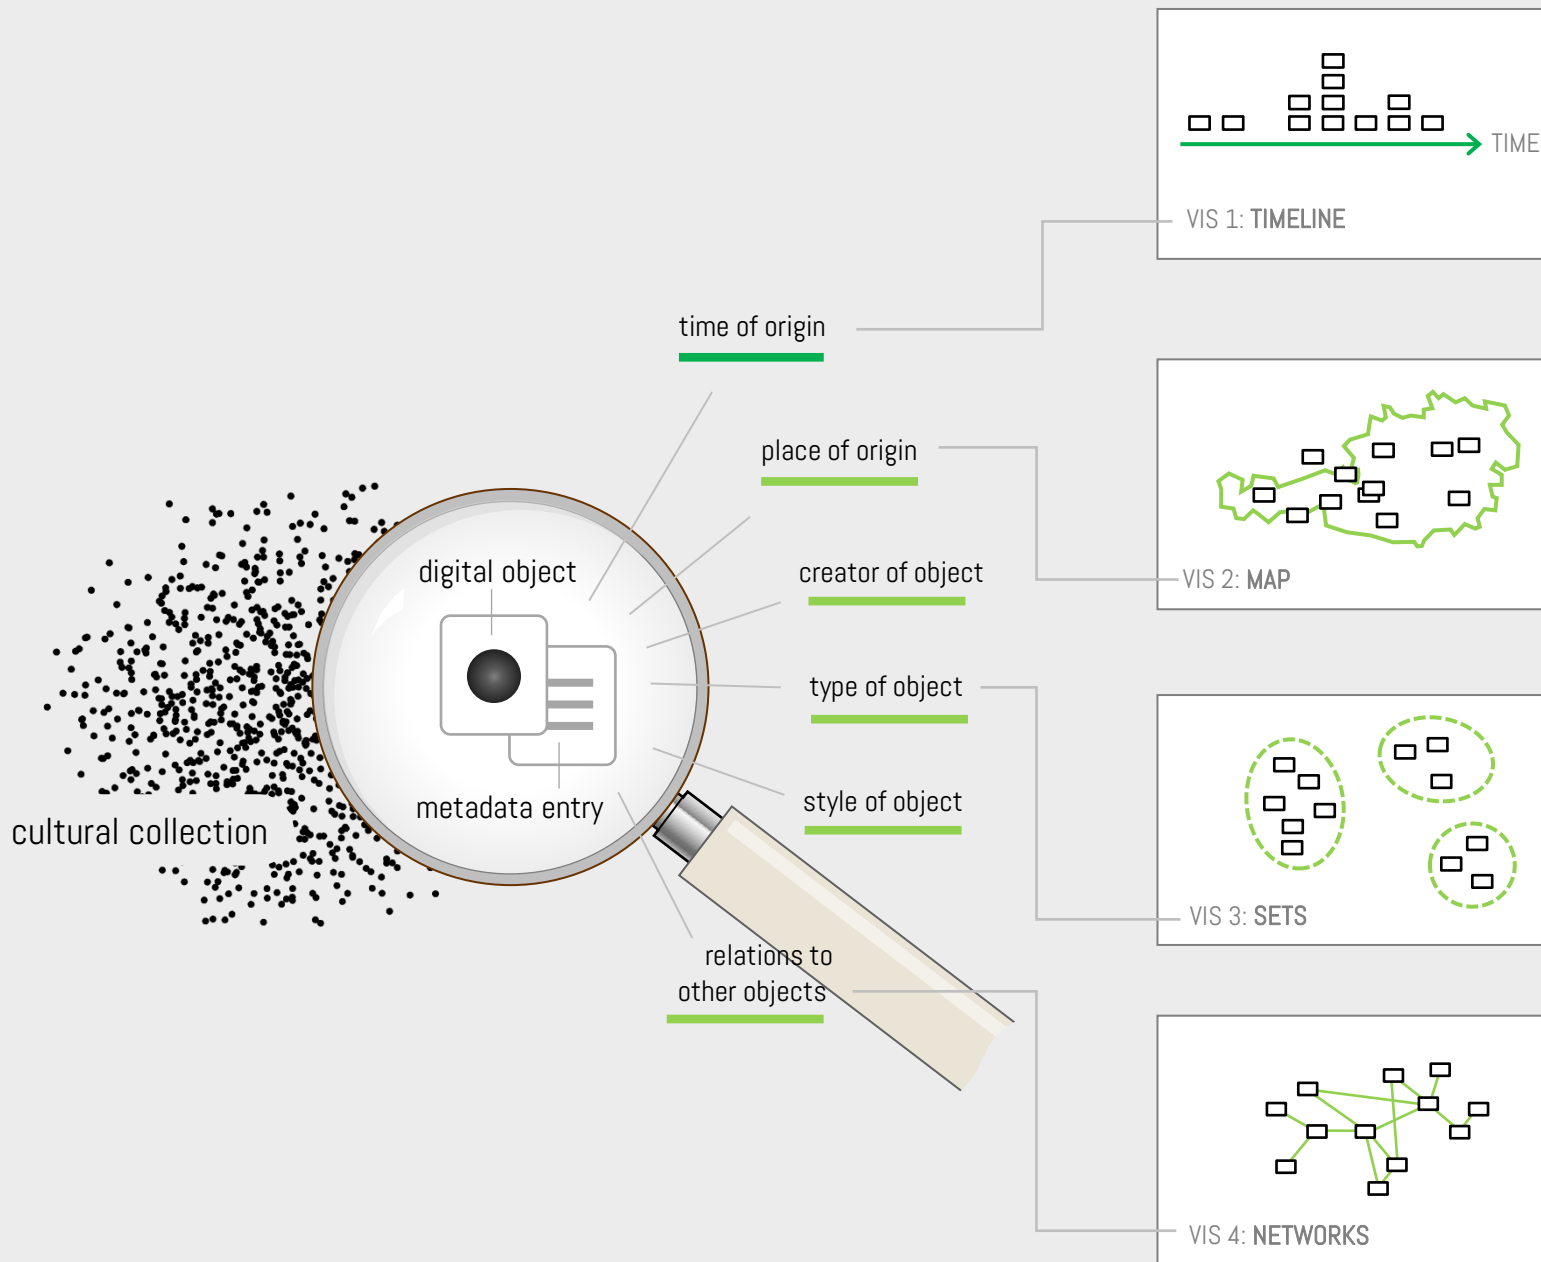 TIME
VIS 1: TIMELINE
time of origin
place of origin
digital object
creator of object
VIS 2: MAP
type of object
metadata entry
style of object
cultural collection
VIS 3: SETS
relations to
other objects
VIS 4: NETWORKS